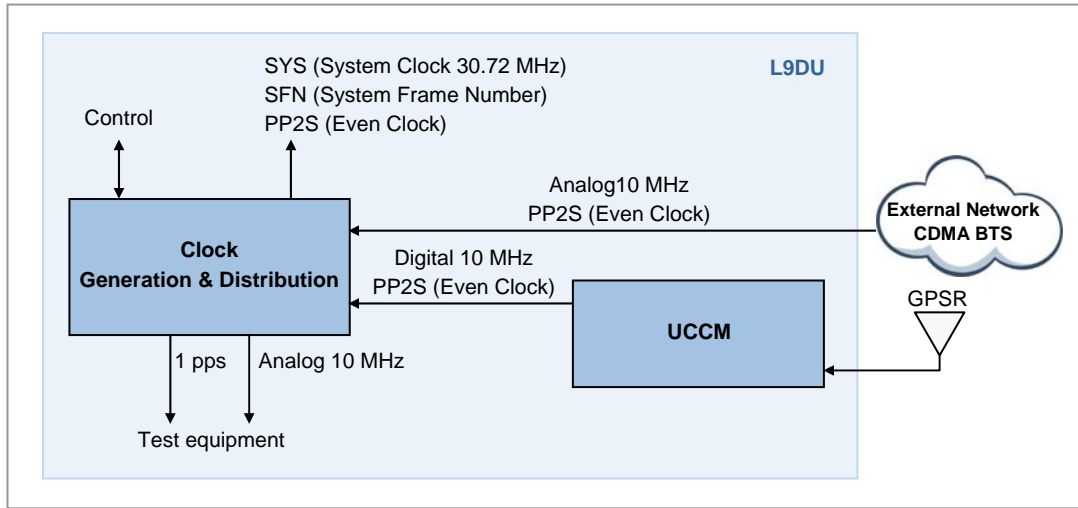 SYS (System Clock 30.72 MHz)
L9DU
SFN (System Frame Number)
Control
PP2S (Even Clock)
Analog10 MHz
PP2S (Even Clock)
External Network
CDMA BTS
Clock
Generation & Distribution
Digital 10 MHz
PP2S (Even Clock)
GPSR
UCCM
1 pps
Analog 10 MHz
Test equipment